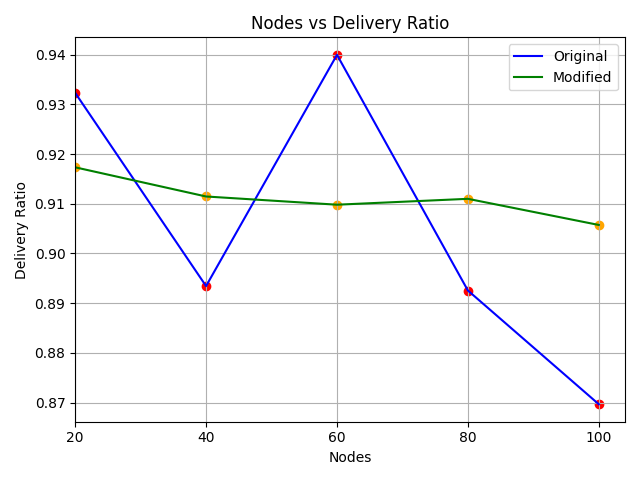 Nodes vs Delivery Ratio
Original
Modified
Delivery Ratio
0.94
0.93
0.92
0.91
0.90
0.89
0.88
0.87
20 40 60 80 100
Nodes